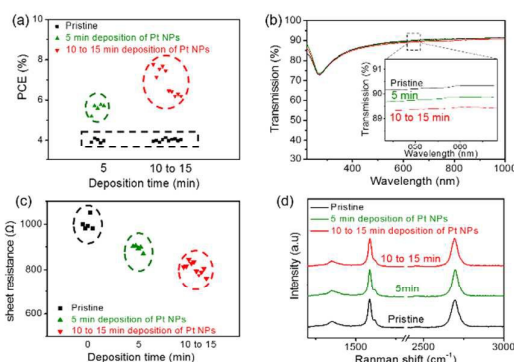 (a)
Pristine
5 min deposition of Pt NPs
10 to 15 min deposition of Pt NPs
PCE (%)
8
6
4
5
10 to 15
Deposition time (min)
(b)
Transmission (%)
100
90
80
70
60
50
40
30
Transmission (%)
91
90
89
Pristine
5 min
10 to 15 min
Wavelength (nm)
400
600
800
1000
Wavelength (nm)
(c)
sheet resistance (Ω)
1000
800
600
Pristine
5 min deposition of Pt NPs
10 to 15 min deposition of Pt NPs
0
5
10 to 15
Deposition time (min)
(d)
Pristine
5 min deposition of Pt NPs
10 to 15 min deposition of Pt NPs
Intensity (a.u)
10 to 15 min
5min
Pristine
1500
2500
3000
Raman shift (cm⁻¹)